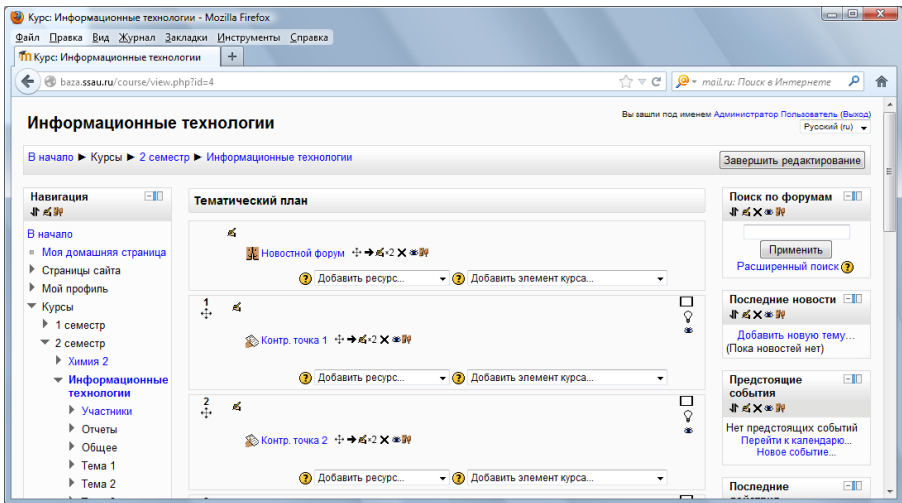 Курс: Информационные технологии - Mozilla Firefox
Файл Правка Вид Журнал Закладки Инструменты Справка
Курс: Информационные технологии
baza.ssau.ru/course/view.php?id=4
mail.ru: Поиск в Интернете
Информационные технологии
Вы зашли под именем Администратор Пользователь (Выход)
Русский (ru)
В начало ► Курсы ► 2 семестр ► Информационные технологии
Завершить редактирование
Навигация
В начало
Моя домашняя страница
Страницы сайта
Мой профиль
Курсы
1 семестр
2 семестр
Химия 2
Информационные
технологии
Участники
Отчеты
Общее
Тема 1
Тема 2
Тематический план
Новостной форум ×2
Добавить ресурс... Добавить элемент курса...
1
Контр. точка 1 ×2
Добавить ресурс... Добавить элемент курса...
2
Контр. точка 2 ×2
Добавить ресурс... Добавить элемент курса...
Поиск по форумам
Применить
Расширенный поиск
Последние новости
Добавить новую тему…
(Пока новостей нет)
Предстоящие
события
Нет предстоящих событий
Перейти к календарю...
Новое событие...
Последние